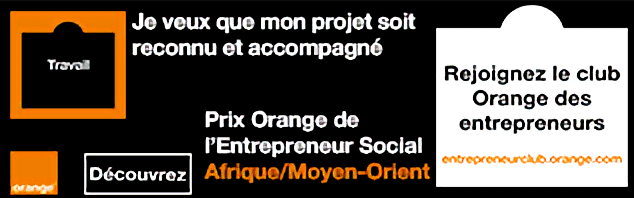 Travail
Je veux que mon projet soit
reconnu et accompagné
Prix Orange de
l'Entrepreneur Social
Afrique/Moyen-Orient
orange
Découvrez
Rejoignez le club
Orange des
entrepreneurs
entrepreneurclub.orange.com